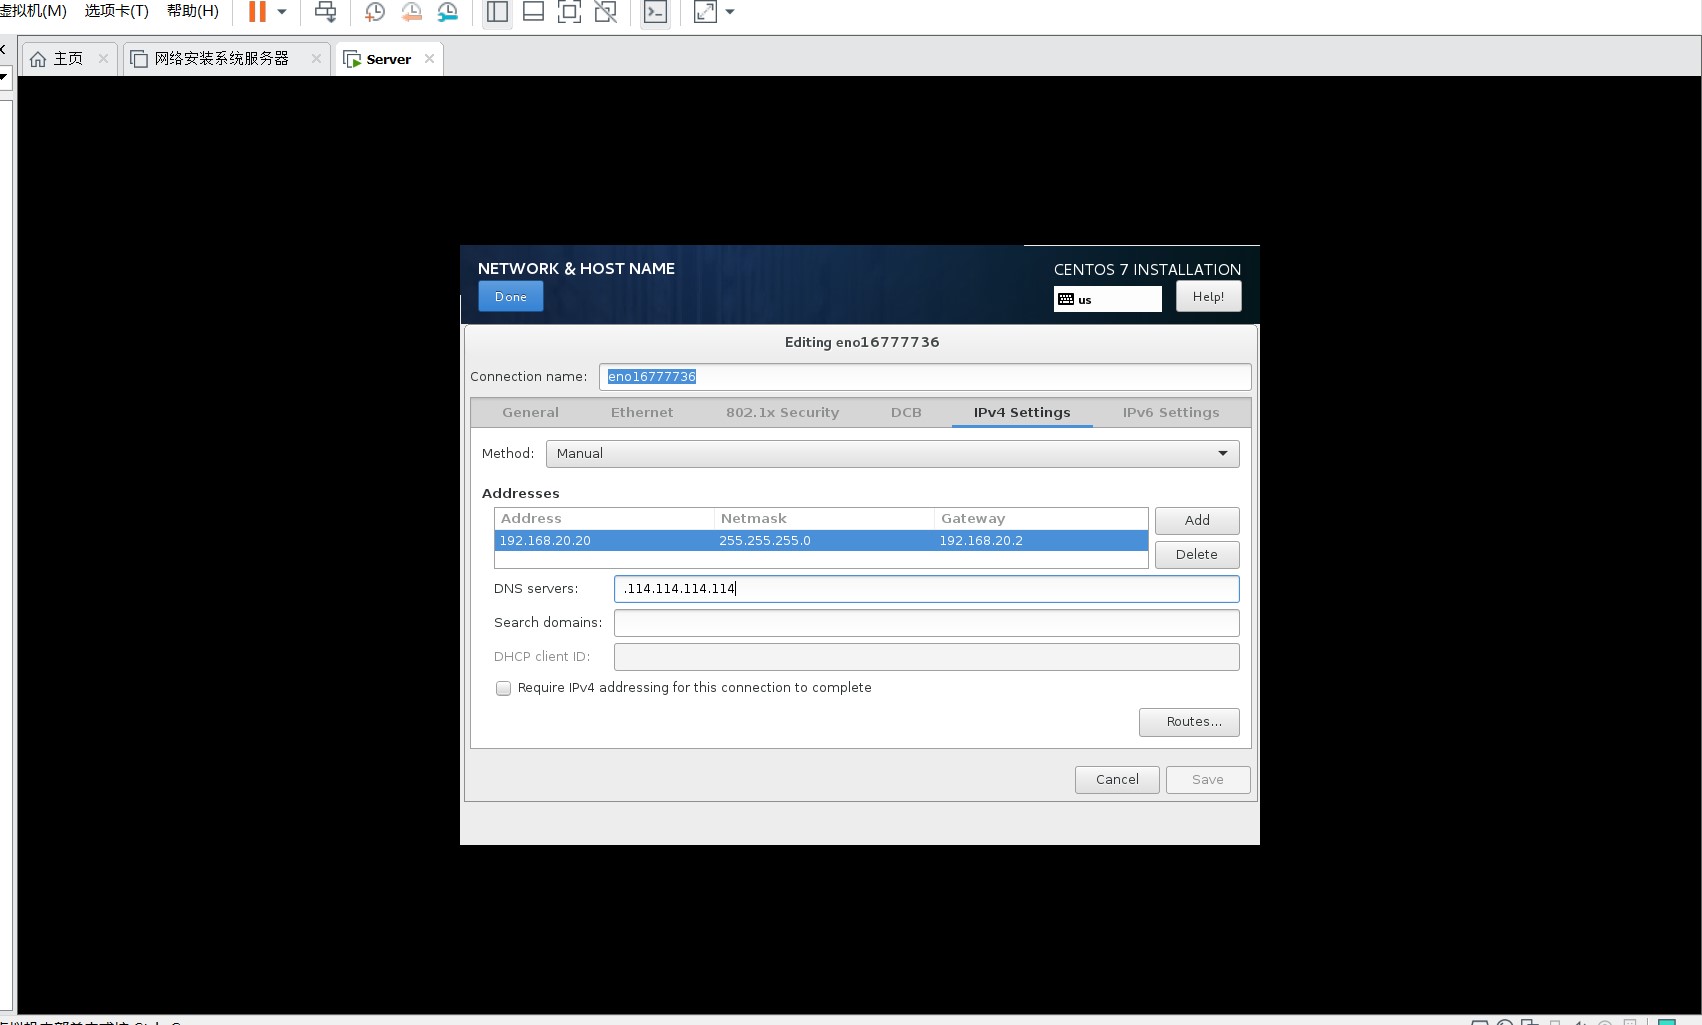 虚拟机(M) 选项卡(T) 帮助(H)
主页 网络安装系统服务器 Server
NETWORK & HOST NAME
CENTOS 7 INSTALLATION
Done
us
Help!
Editing eno16777736
Connection name: eno16777736
General Ethernet 802.1x Security DCB IPv4 Settings IPv6 Settings
Method: Manual
Addresses
Address Netmask Gateway
Add
192.168.20.20 255.255.255.0 192.168.20.2
Delete
DNS servers: .114.114.114.114
Search domains:
DHCP client ID:
Require IPv4 addressing for this connection to complete
Routes...
Cancel Save